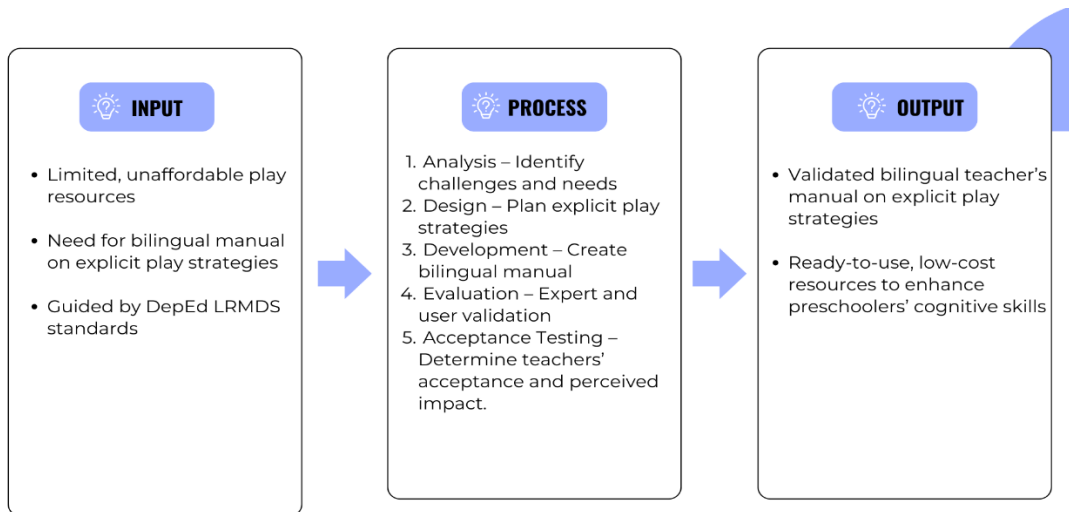 INPUT
• Limited, unaffordable play
resources
• Need for bilingual manual
on explicit play strategies
• Guided by DepEd LRMDS
standards
PROCESS
1. Analysis – Identify
challenges and needs
2. Design – Plan explicit play
strategies
3. Development – Create
bilingual manual
4. Evaluation – Expert and
user validation
5. Acceptance Testing –
Determine teachers’
acceptance and perceived
impact.
OUTPUT
• Validated bilingual teacher’s
manual on explicit play
strategies
• Ready-to-use, low-cost
resources to enhance
preschoolers’ cognitive skills